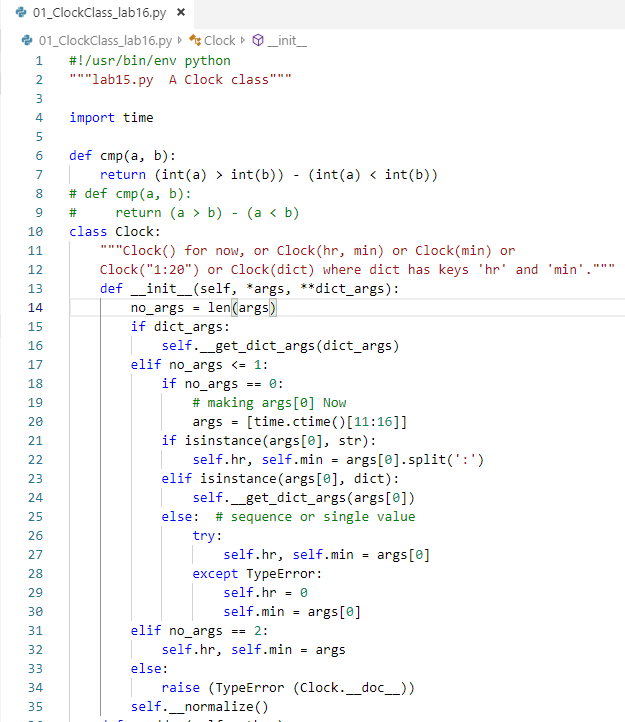 01_ClockClass_lab16.py ×
01_ClockClass_lab16.py › Clock › __init__
1 #!/usr/bin/env python
2 """lab15.py  A Clock class"""
3
4 import time
5
6 def cmp(a, b):
7     return (int(a) > int(b)) - (int(a) < int(b))
8 # def cmp(a, b):
9 #     return (a > b) - (a < b)
10 class Clock:
11     """Clock() for now, or Clock(hr, min) or Clock(min) or
12     Clock("1:20") or Clock(dict) where dict has keys 'hr' and 'min'."""
13     def __init__(self, *args, **dict_args):
14         no_args = len(args)
15         if dict_args:
16             self.__get_dict_args(dict_args)
17         elif no_args <= 1:
18             if no_args == 0:
19                 # making args[0] Now
20                 args = [time.ctime()[11:16]]
21             if isinstance(args[0], str):
22                 self.hr, self.min = args[0].split(':')
23             elif isinstance(args[0], dict):
24                 self.__get_dict_args(args[0])
25             else:  # sequence or single value
26                 try:
27                     self.hr, self.min = args[0]
28                 except TypeError:
29                     self.hr = 0
30                     self.min = args[0]
31         elif no_args == 2:
32             self.hr, self.min = args
33         else:
34             raise (TypeError (Clock.__doc__))
35         self.__normalize()